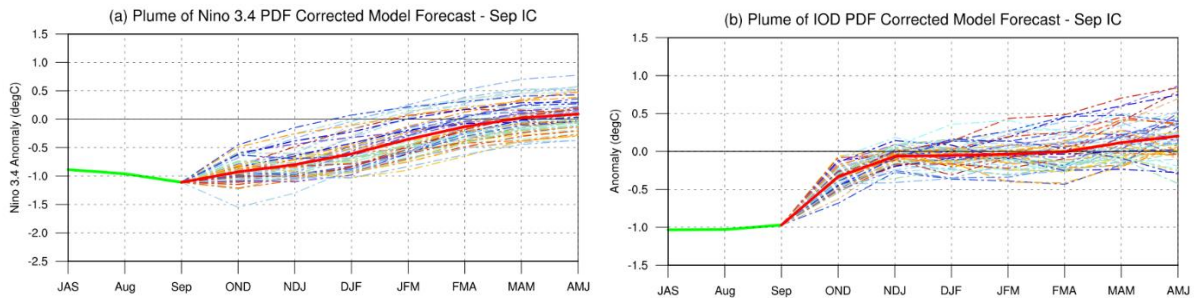 (a) Plume of Nino 3.4 PDF Corrected Model Forecast - Sep IC
Nino 3.4 Anomaly (degC)
1.5
1.0
0.5
0.0
-0.5
-1.0
-1.5
-2.0
-2.5
JAS Aug Sep OND NDJ DJF JFM FMA MAM AMJ
(b) Plume of IOD PDF Corrected Model Forecast - Sep IC
Anomaly (degC)
1.5
1.0
0.5
0.0
-0.5
-1.0
-1.5
JAS Aug Sep OND NDJ DJF JFM FMA MAM AMJ